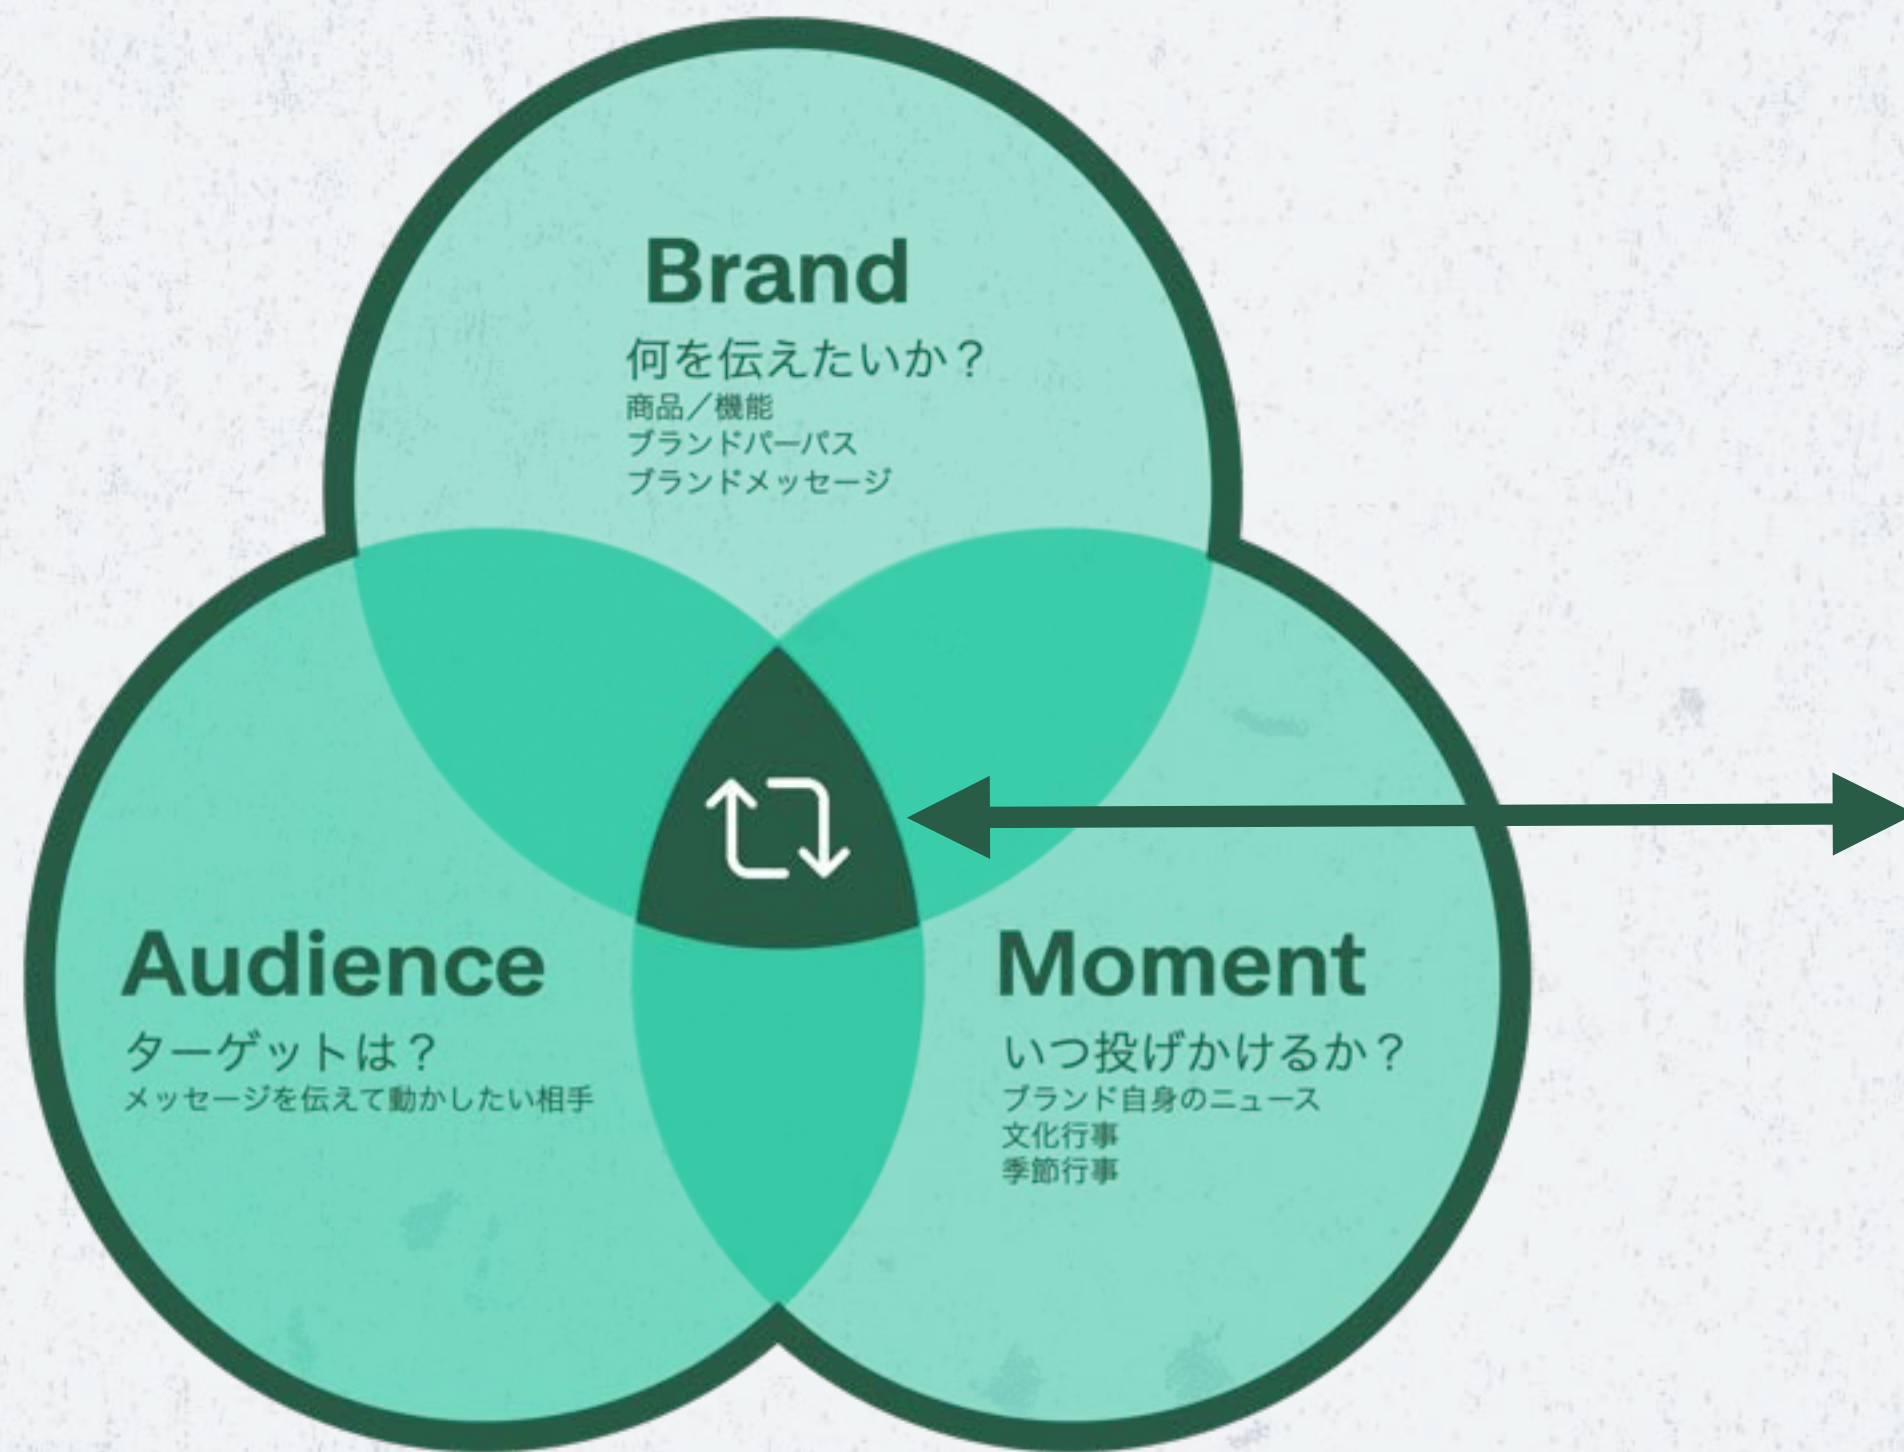 Brand
何を伝えたいか？
商品／機能
ブランドパーパス
ブランドメッセージ
Audience
ターゲットは？
メッセージを伝えて動かしたい相手
Moment
いつ投げかけるか？
ブランド自身のニュース
文化行事
季節行事